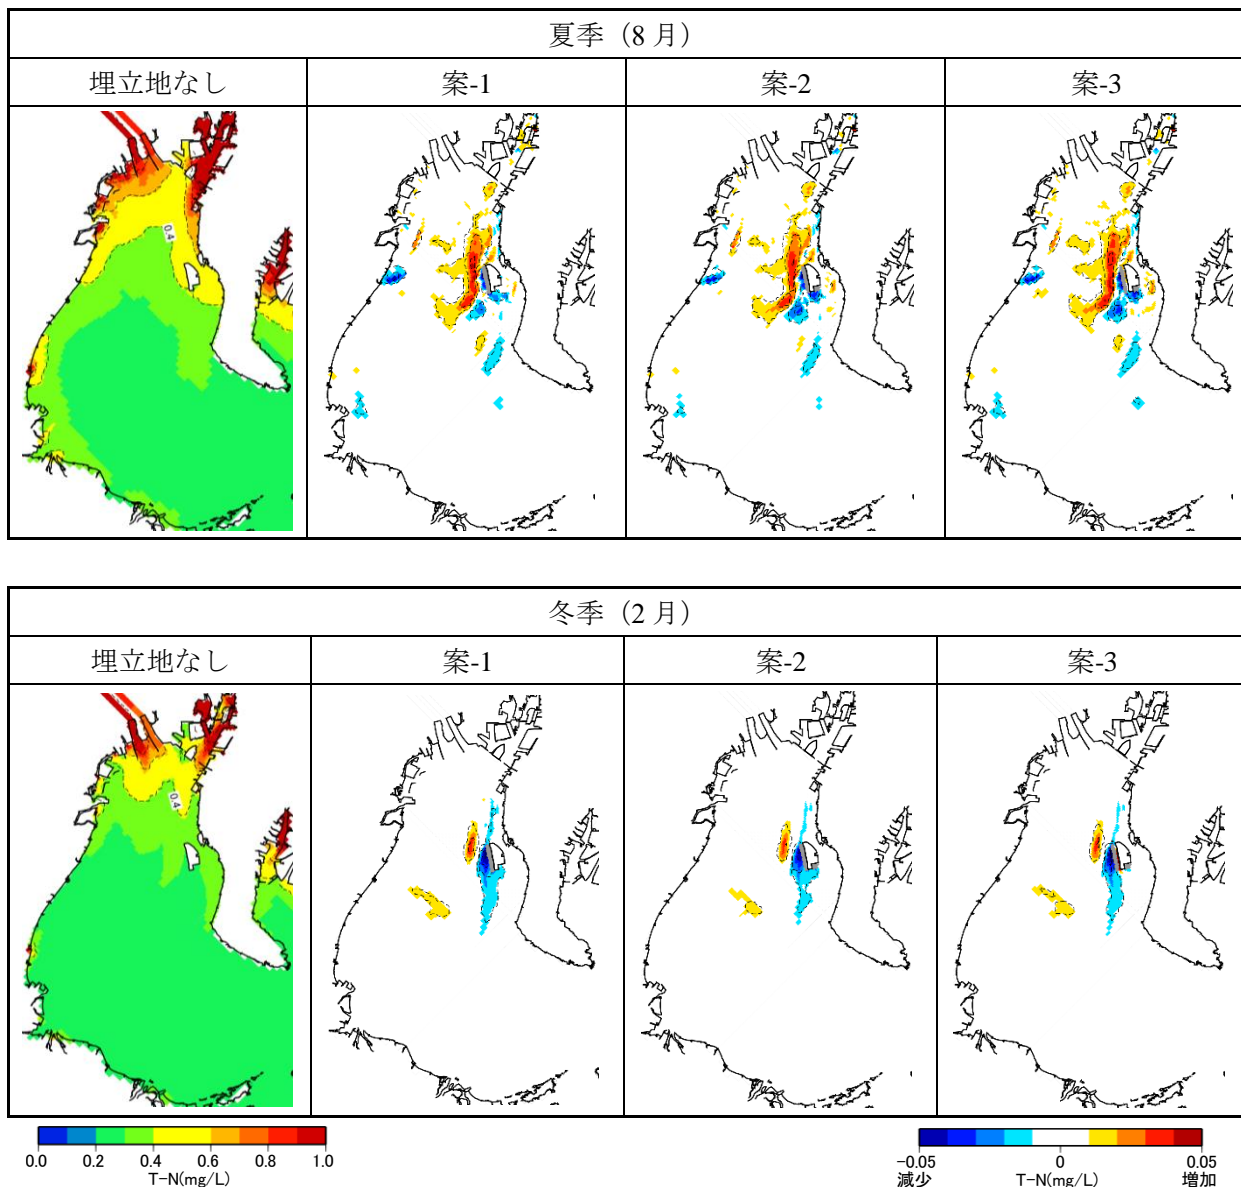 夏季（8 月）
埋立地なし 案-1 案-2 案-3
0.4
冬季（2 月）
埋立地なし 案-1 案-2 案-3
0.4
0.0 0.2 0.4 0.6 0.8 1.0
T-N(mg/L)
-0.05 0 0.05
減少 T-N(mg/L) 増加